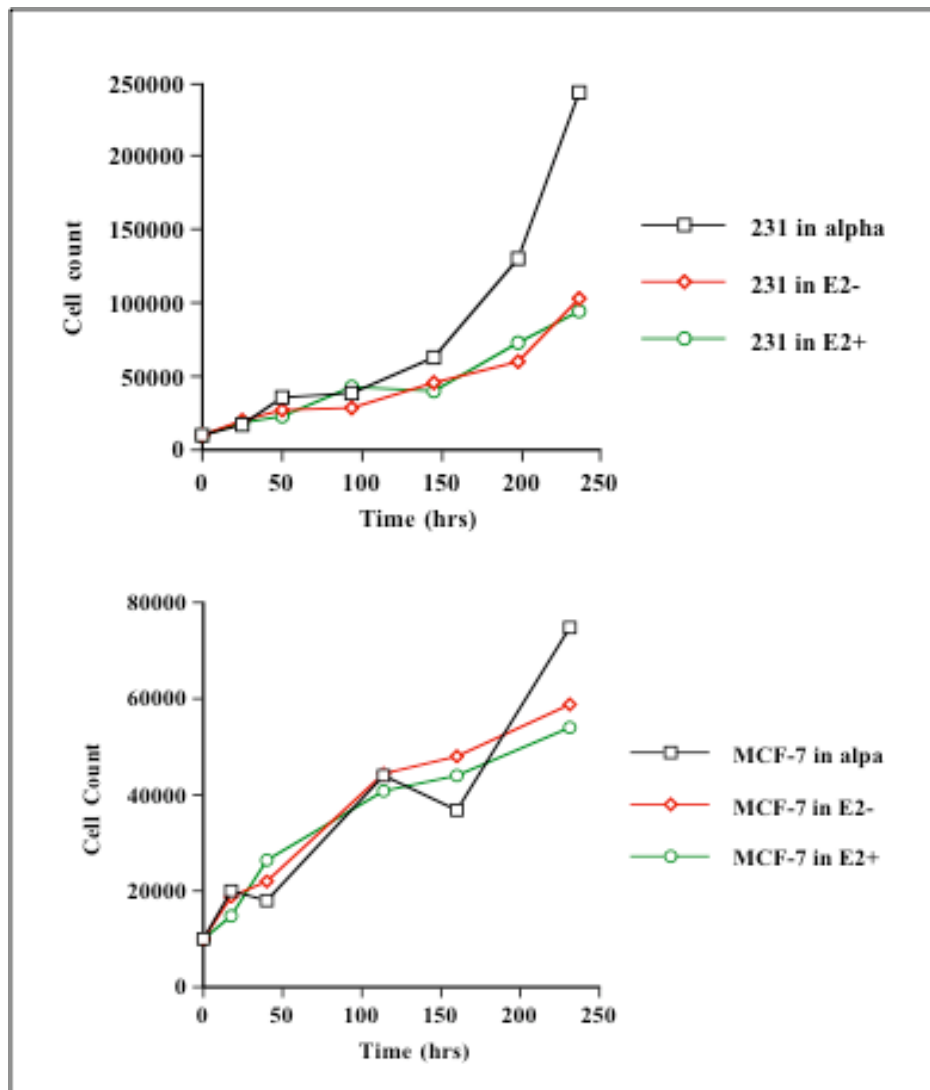 250000
200000
150000
100000
50000
0
Cell count
0 50 100 150 200 250
Time (hrs)
231 in alpha
231 in E2-
231 in E2+
80000
60000
40000
20000
0
Cell Count
0 50 100 150 200 250
Time (hrs)
MCF-7 in alpa
MCF-7 in E2-
MCF-7 in E2+